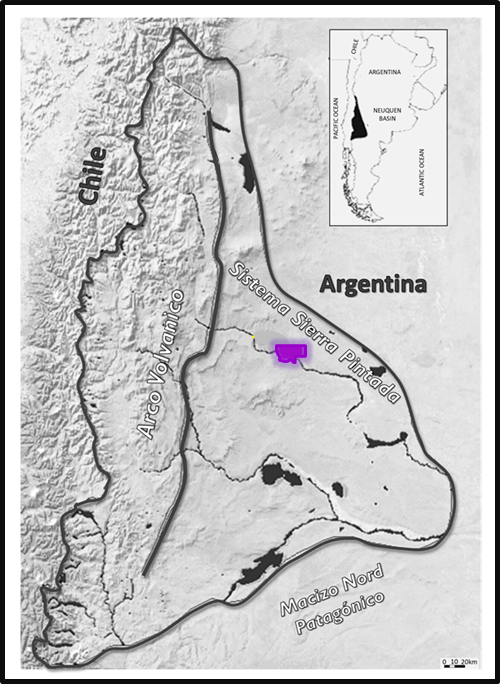 CHILE
ARGENTINA
NEUQUEN
BASIN
PACIFIC OCEAN
ATLANTIC OCEAN
Chile
Argentina
Sistema Sierra Pintada
Arco Volvanico
Macizo Nord
Patagónico
0 10 20km